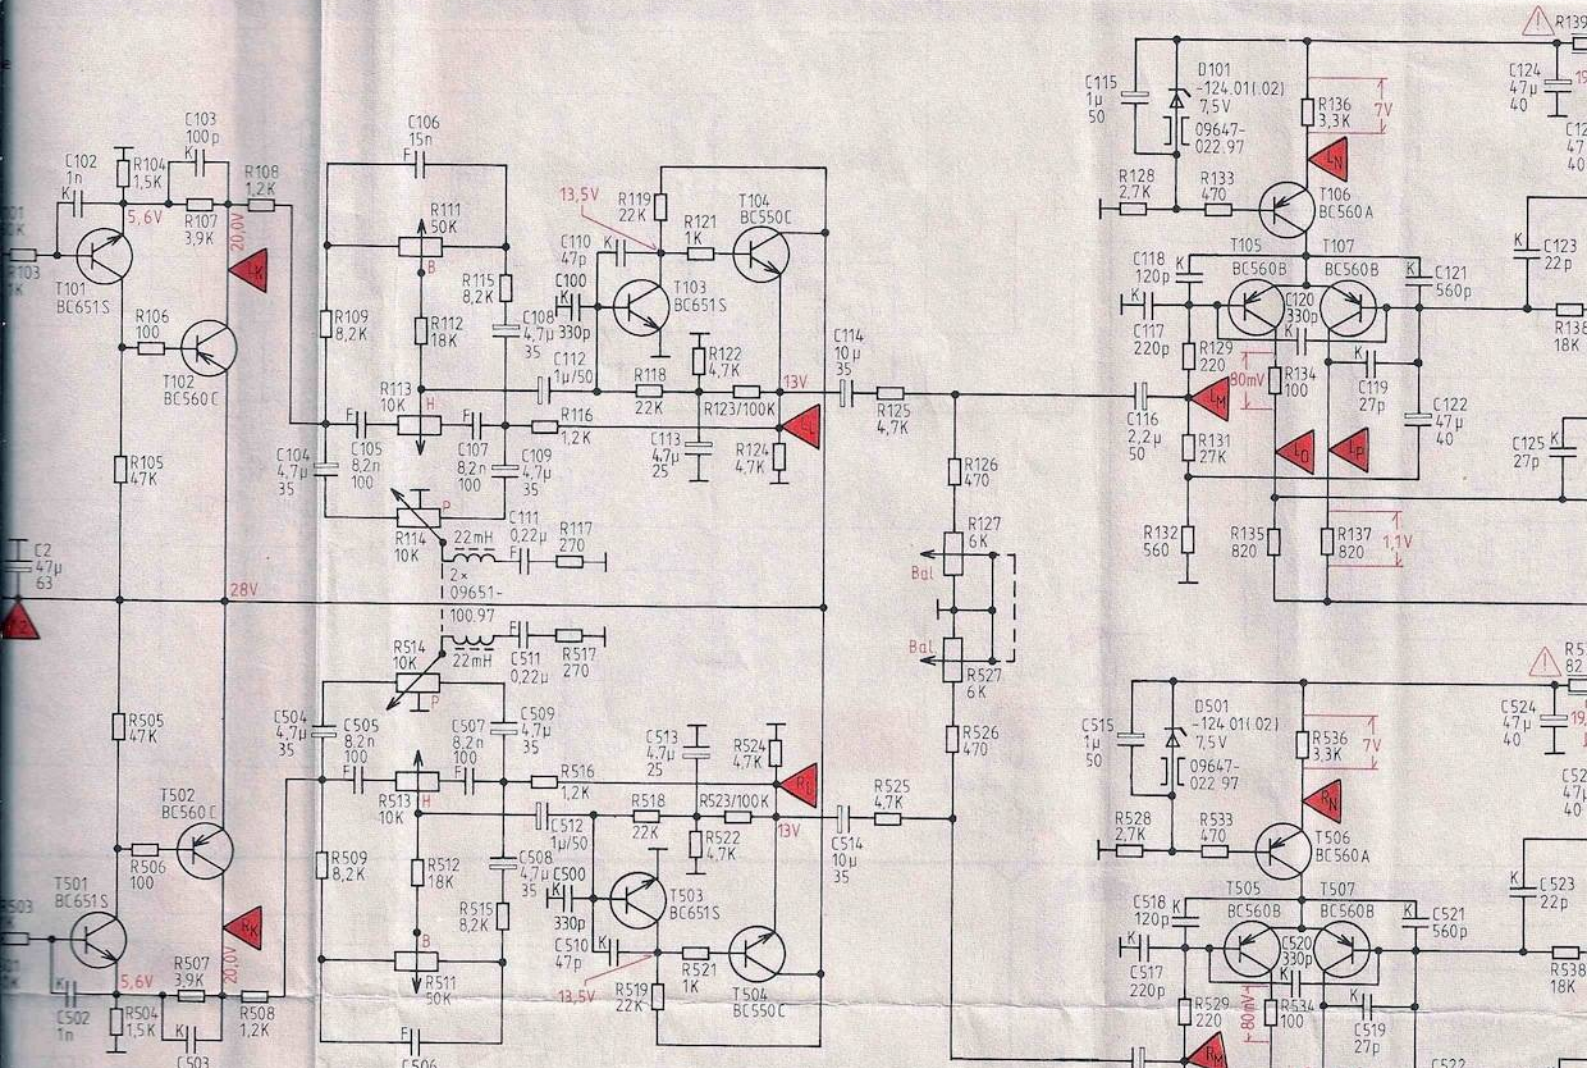 R139
C106
15n
C103
100p
C102
1n
R104
1,5K
R108
1,2K
5,6V
R107
3,9K
20,0V
LK
R103
1K
T101
BC651S
R106
100
T102
BC560C
R105
47K
C2
47µ
63
28V
R111
50K
B
R109
8,2K
R112
18K
R115
8,2K
C108
4,7µ
35
R113
10K
H
C104
4,7µ
35
F
C105
8,2n
100
F
C107
8,2n
100
C109
4,7µ
35
R114
10K
P
22mH
C111
0,22µ
R117
270
2×
09651-
100.97
13,5V
R119
22K
R121
1K
T104
BC550C
C110
47p
C100
330p
T103
BC651S
C112
1µ/50
R118
22K
R122
4,7K
R123/100K
13V
R116
1,2K
C113
4,7µ
25
R124
4,7K
LL
C114
10µ
35
R125
4,7K
R126
470
R127
6K
Bal
Bal
R527
6K
R526
470
C115
1µ
50
D101
-124.01(.02)
7,5V
09647-
022.97
R136
3,3K
7V
LN
C124
47µ
40
R128
2,7K
R133
470
T106
BC560A
T105
BC560B
T107
BC560B
C118
120p
C117
220p
C120
330p
C121
560p
C123
22p
R138
18K
R129
220
80mV
R134
100
C119
27p
C116
2,2µ
50
LM
R131
27K
LO
LP
C122
47µ
40
C125
27p
R132
560
R135
820
R137
820
1,1V
R514
10K
P
22mH
C511
0,22µ
R517
270
R505
47K
C504
4,7µ
35
C505
8,2n
100
C507
8,2n
100
C509
4,7µ
35
R513
10K
H
R516
1,2K
C513
4,7µ
25
R524
4,7K
RL
R525
4,7K
T502
BC560C
R506
100
R509
8,2K
R512
18K
C508
4,7µ
35
C512
1µ/50
R518
22K
R523/100K
R522
4,7K
13V
C514
10µ
35
T501
BC651S
RK
20,0V
C500
330p
T503
BC651S
R515
8,2K
B
R511
50K
C510
47p
13,5V
R521
1K
R519
22K
T504
BC550C
5,6V
R507
3,9K
R508
1,2K
C502
1n
R504
1,5K
C503
C506
C515
1µ
50
D501
-124.01(.02)
7,5V
09647-
022 97
R536
3,3K
7V
RN
C524
47µ
40
R528
2,7K
R533
470
T506
BC560A
T505
BC560B
T507
BC560B
C518
120p
C517
220p
C520
330p
C521
560p
C523
22p
R538
18K
R529
220
80mV
R534
100
C519
27p
RM
C522